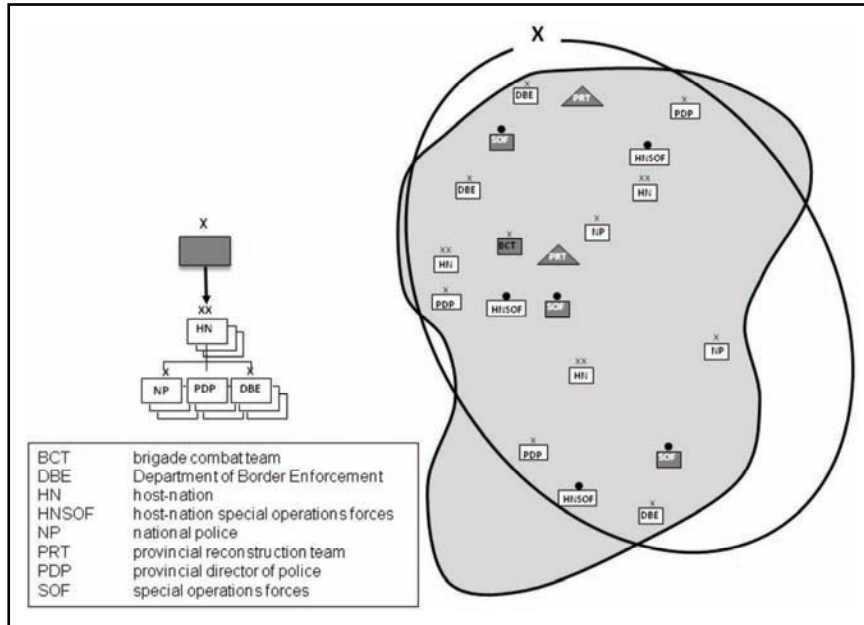 X
X
DBE
PRT
X
PDP
SOF
HNSOF
XX
HN
X
DBE
X
NP
X
BCT
PRT
XX
HN
X
PDP
HNSOF
SOF
X
NP
XX
HN
X
PDP
SOF
HNSOF
X
DBE
X
XX
HN
X
X
NP
PDP
DBE
BCT brigade combat team
DBE Department of Border Enforcement
HN host-nation
HNSOF host-nation special operations forces
NP national police
PRT provincial reconstruction team
PDP provincial director of police
SOF special operations forces